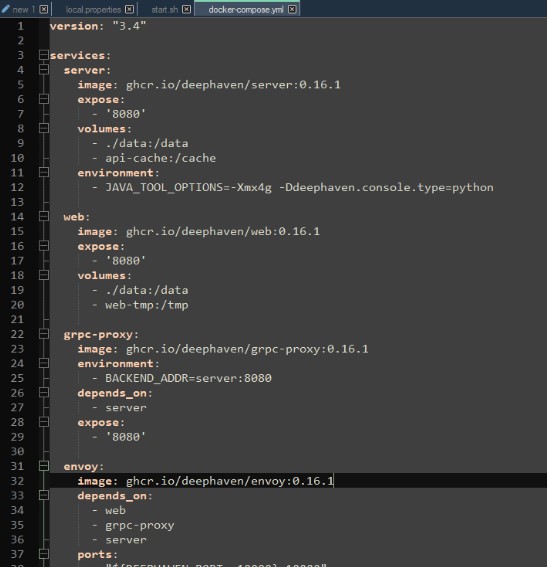 new 1
local.properties
start.sh
docker-compose.yml
1 version: "3.4"
2
3 services:
4 server:
5 image: ghcr.io/deephaven/server:0.16.1
6 expose:
7 - '8080'
8 volumes:
9 - ./data:/data
10 - api-cache:/cache
11 environment:
12 - JAVA_TOOL_OPTIONS=-Xmx4g -Ddeephaven.console.type=python
13
14 web:
15 image: ghcr.io/deephaven/web:0.16.1
16 expose:
17 - '8080'
18 volumes:
19 - ./data:/data
20 - web-tmp:/tmp
21
22 grpc-proxy:
23 image: ghcr.io/deephaven/grpc-proxy:0.16.1
24 environment:
25 - BACKEND_ADDR=server:8080
26 depends_on:
27 - server
28 expose:
29 - '8080'
30
31 envoy:
32 image: ghcr.io/deephaven/envoy:0.16.1
33 depends_on:
34 - web
35 - grpc-proxy
36 - server
37 ports: